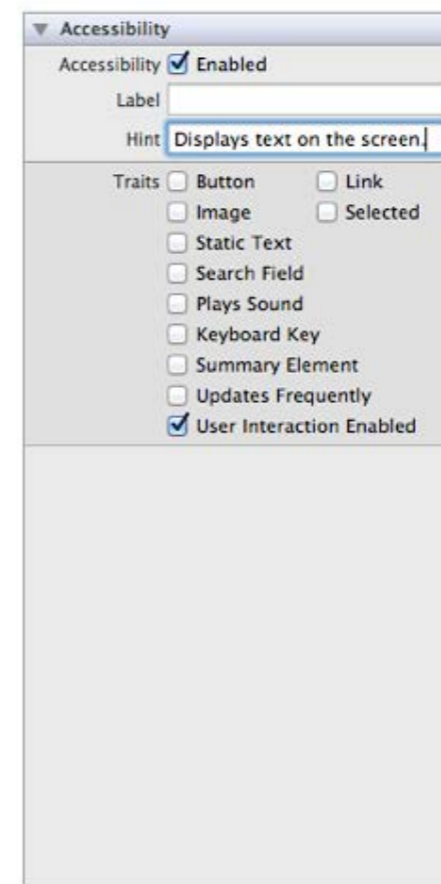 Accessibility
Accessibility Enabled
Label
Hint Displays text on the screen.
Traits Button Link
Image Selected
Static Text
Search Field
Plays Sound
Keyboard Key
Summary Element
Updates Frequently
User Interaction Enabled